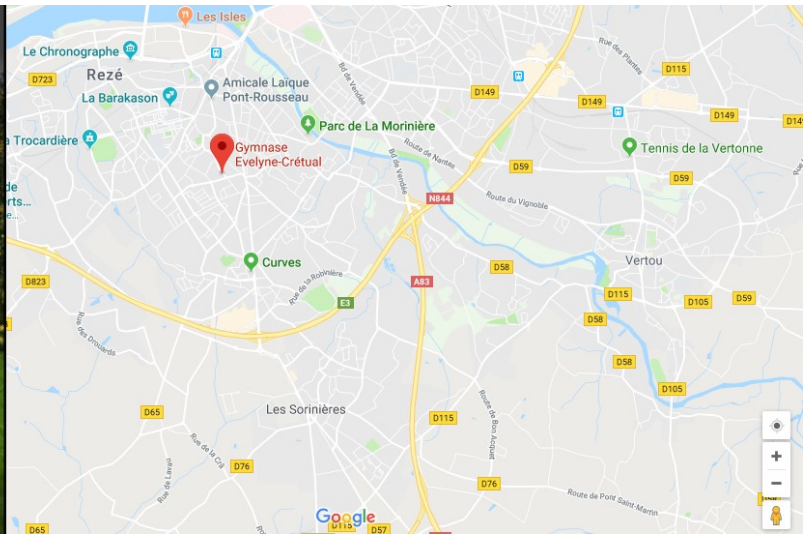 Les Isles
Le Chronographe
Rezé
D723
Amicale Laïque
Pont-Rousseau
La Barakason
Bd de Vendée
Rue des Plantes
D115
D149
D149
D149
Parc de La Morinière
a Trocardière
Gymnase
Evelyne-Crétual
Route de Nantes
Bd de Vendée
Tennis de la Vertonne
D59
D59
de
rts...
e...
N844
Route du Vignoble
Curves
Rue de la Robinière
D823
A83
D58
Vertou
E3
D115
D105
D59
Rue des Drouards
D58
D58
D105
D65
Les Sorinières
D115
Route de Bon Acquet
Rue de la Crâ
Rue de Lavau
D76
D76
Route de Pont Saint-Martin
Google
D115
D57
D65